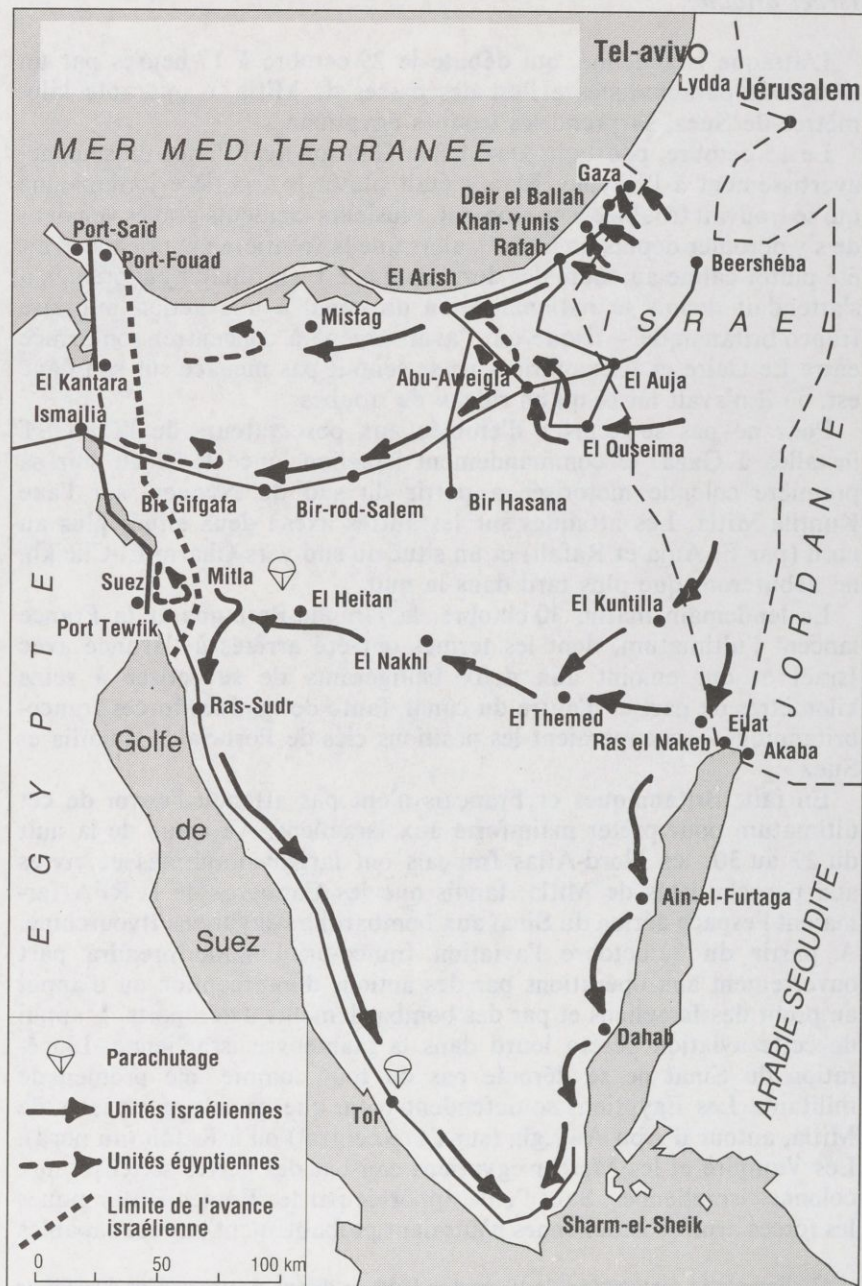 Tel-aviv
Lydda
Jérusalem
MER MEDITERRANEE
Gaza
Deir el Ballah
Khan-Yunis
Rafah
Port-Saïd
Port-Fouad
El Arish
Beershéba
Misfag
ISRAEL
El Kantara
Abu-Aweigla
El Auja
Ismaïlia
El Quseima
Bir Gifgafa
Bir-rod-Salem
Bir Hasana
JORDANIE
EGYPTE
Suez
Mitla
El Heitan
El Kuntilla
Port Tewfik
El Nakhl
Ras-Sudr
El Themed
Eilat
Ras el Nakeb
Akaba
Golfe
de
Suez
Ain-el-Furtaga
ARABIE SEOUDITE
Dahab
Parachutage
Tor
Unités israéliennes
Unités égyptiennes
Limite de l'avance
israélienne
Sharm-el-Sheik
0 50 100 km